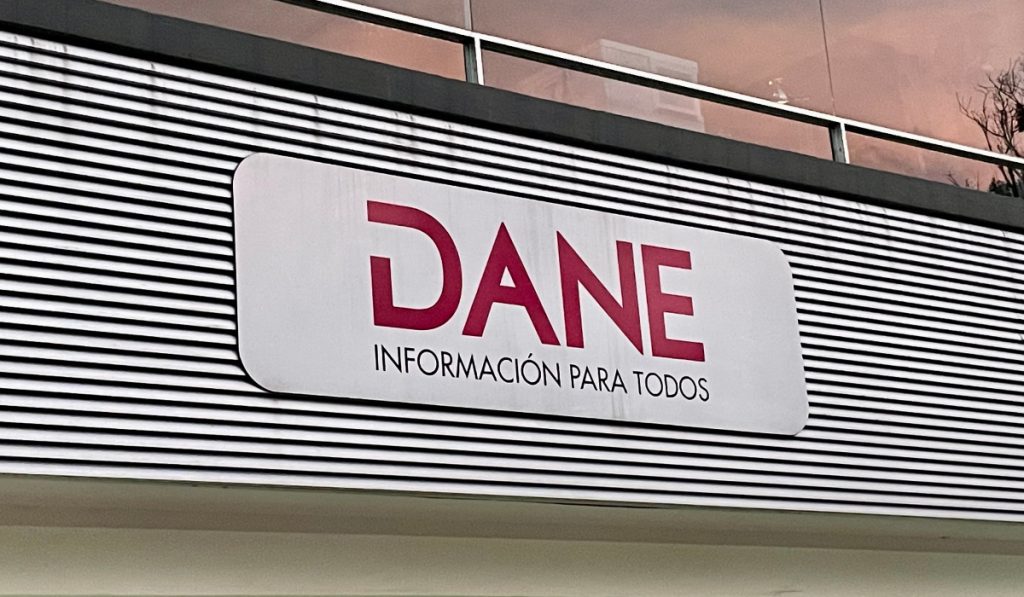 DANE
INFORMACIÓN PARA TODOS